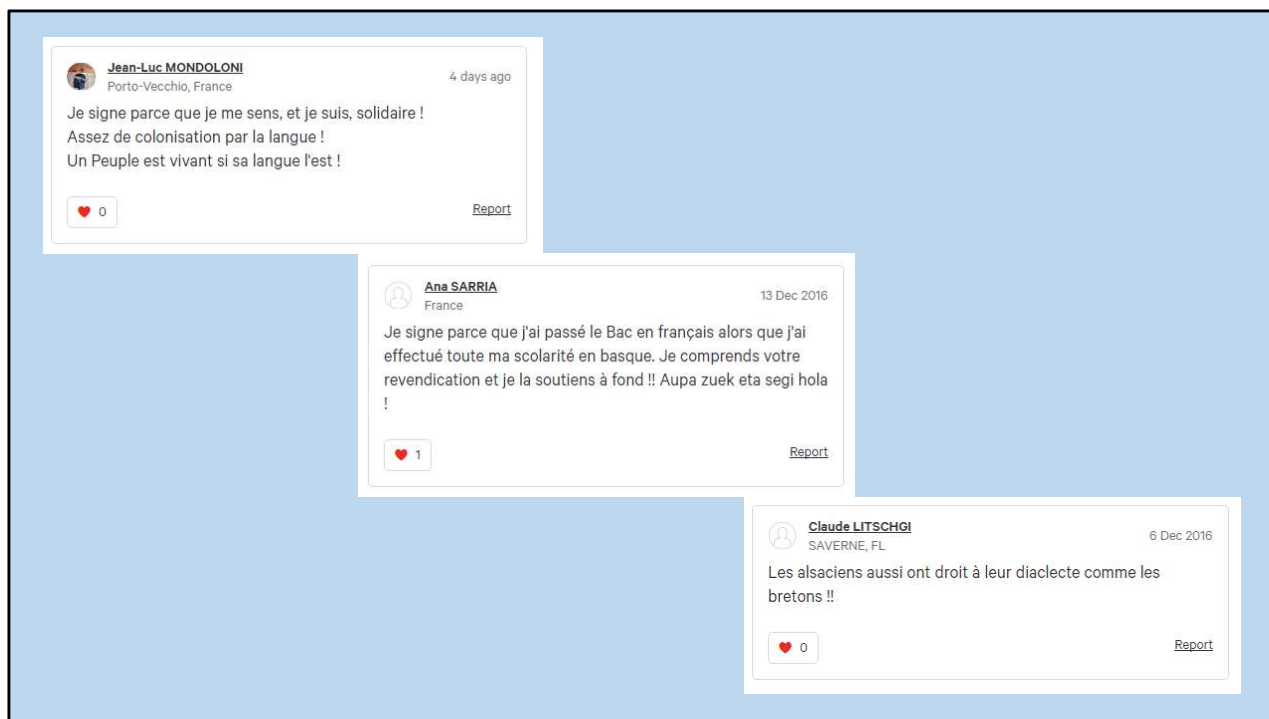 Jean-Luc MONDOLONI
Porto-Vecchio, France
4 days ago
Je signe parce que je me sens, et je suis, solidaire !
Assez de colonisation par la langue !
Un Peuple est vivant si sa langue l'est !
0
Report
Ana SARRIA
France
13 Dec 2016
Je signe parce que j'ai passé le Bac en français alors que j'ai
effectué toute ma scolarité en basque. Je comprends votre
revendication et je la soutiens à fond !! Aupa zuek eta segi hola
!
1
Report
Claude LITSCHGI
SAVERNE, FL
6 Dec 2016
Les alsaciens aussi ont droit à leur diaclecte comme les
bretons !!
0
Report